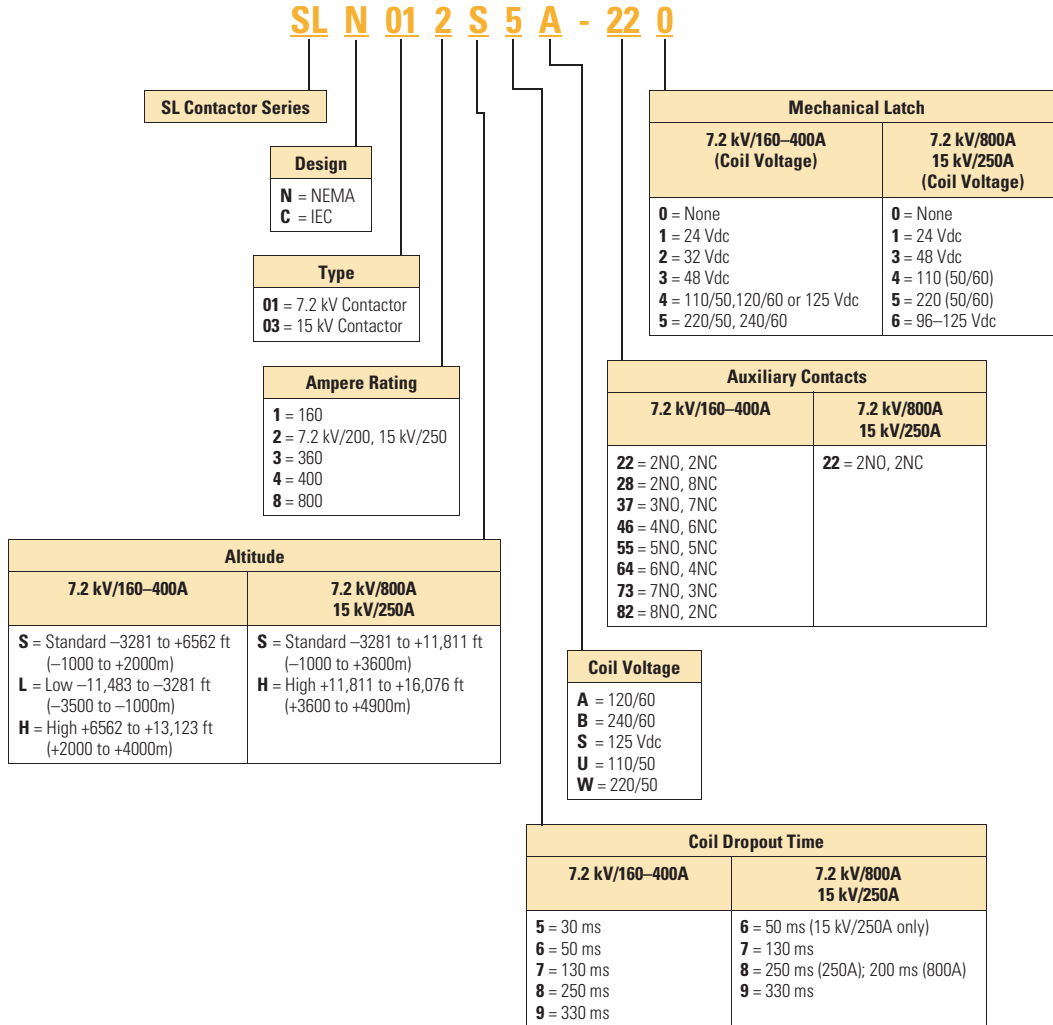 SL N 01 2 S 5 A - 22 0
SL Contactor Series
Design
N = NEMA
C = IEC
Type
01 = 7.2 kV Contactor
03 = 15 kV Contactor
Ampere Rating
1 = 160
2 = 7.2 kV/200, 15 kV/250
3 = 360
4 = 400
8 = 800
Altitude
7.2 kV/160–400A
S = Standard –3281 to +6562 ft
(–1000 to +2000m)
L = Low –11,483 to –3281 ft
(–3500 to –1000m)
H = High +6562 to +13,123 ft
(+2000 to +4000m)
7.2 kV/800A
15 kV/250A
S = Standard –3281 to +11,811 ft
(–1000 to +3600m)
H = High +11,811 to +16,076 ft
(+3600 to +4900m)
Mechanical Latch
7.2 kV/160–400A
(Coil Voltage)
0 = None
1 = 24 Vdc
2 = 32 Vdc
3 = 48 Vdc
4 = 110/50,120/60 or 125 Vdc
5 = 220/50, 240/60
7.2 kV/800A
15 kV/250A
(Coil Voltage)
0 = None
1 = 24 Vdc
3 = 48 Vdc
4 = 110 (50/60)
5 = 220 (50/60)
6 = 96–125 Vdc
Auxiliary Contacts
7.2 kV/160–400A
22 = 2NO, 2NC
28 = 2NO, 8NC
37 = 3NO, 7NC
46 = 4NO, 6NC
55 = 5NO, 5NC
64 = 6NO, 4NC
73 = 7NO, 3NC
82 = 8NO, 2NC
7.2 kV/800A
15 kV/250A
22 = 2NO, 2NC
Coil Voltage
A = 120/60
B = 240/60
S = 125 Vdc
U = 110/50
W = 220/50
Coil Dropout Time
7.2 kV/160–400A
5 = 30 ms
6 = 50 ms
7 = 130 ms
8 = 250 ms
9 = 330 ms
7.2 kV/800A
15 kV/250A
6 = 50 ms (15 kV/250A only)
7 = 130 ms
8 = 250 ms (250A); 200 ms (800A)
9 = 330 ms